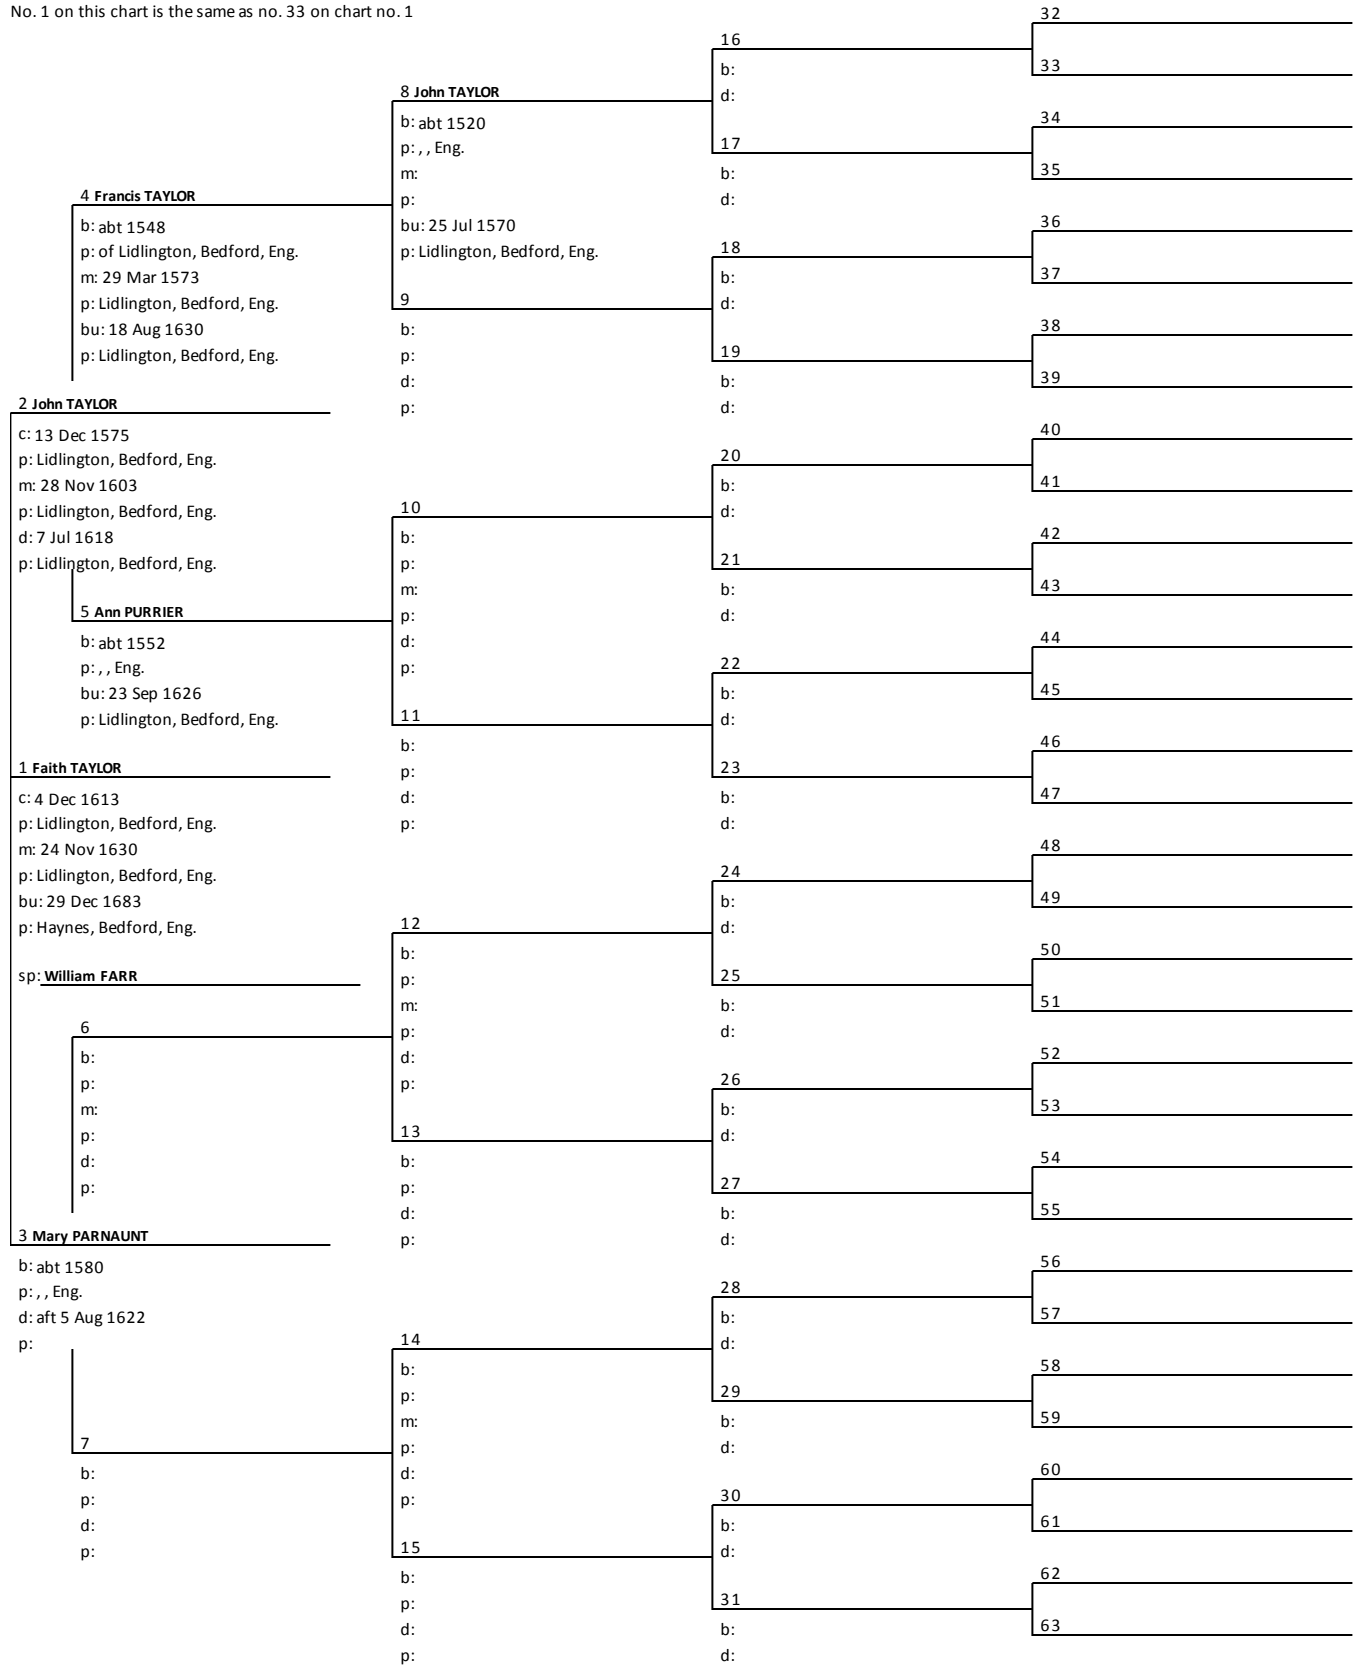 No. 1 on this chart is the same as no. 33 on chart no. 1
2 John TAYLOR
c: 13 Dec 1575
p: Lidlington, Bedford, Eng.
m: 28 Nov 1603
p: Lidlington, Bedford, Eng.
d: 7 Jul 1618
p: Lidlington, Bedford, Eng.
1 Faith TAYLOR
c: 4 Dec 1613
p: Lidlington, Bedford, Eng.
m: 24 Nov 1630
p: Lidlington, Bedford, Eng.
bu: 29 Dec 1683
p: Haynes, Bedford, Eng.
sp: William FARR
3 Mary PARNAUNT
b: abt 1580
p: , , Eng.
d: aft 5 Aug 1622
p:
4 Francis TAYLOR
b: abt 1548
p: of Lidlington, Bedford, Eng.
m: 29 Mar 1573
p: Lidlington, Bedford, Eng.
bu: 18 Aug 1630
p: Lidlington, Bedford, Eng.
5 Ann PURRIER
b: abt 1552
p: , , Eng.
bu: 23 Sep 1626
p: Lidlington, Bedford, Eng.
6
b:
p:
m:
p:
d:
p:
7
b:
p:
d:
p:
8 John TAYLOR
b: abt 1520
p: , , Eng.
m:
p:
bu: 25 Jul 1570
p: Lidlington, Bedford, Eng.
9
b:
p:
d:
p:
10
b:
p:
m:
p:
d:
p:
11
b:
p:
d:
p:
12
b:
p:
m:
p:
d:
p:
13
b:
p:
d:
p:
14
b:
p:
m:
p:
d:
p:
15
b:
p:
d:
p:
16
b:
d:
17
b:
d:
18
b:
d:
19
b:
d:
20
b:
d:
21
b:
d:
22
b:
d:
23
b:
d:
24
b:
d:
25
b:
d:
26
b:
d:
27
b:
d:
28
b:
d:
29
b:
d:
30
b:
d:
31
b:
d:
32
33
34
35
36
37
38
39
40
41
42
43
44
45
46
47
48
49
50
51
52
53
54
55
56
57
58
59
60
61
62
63